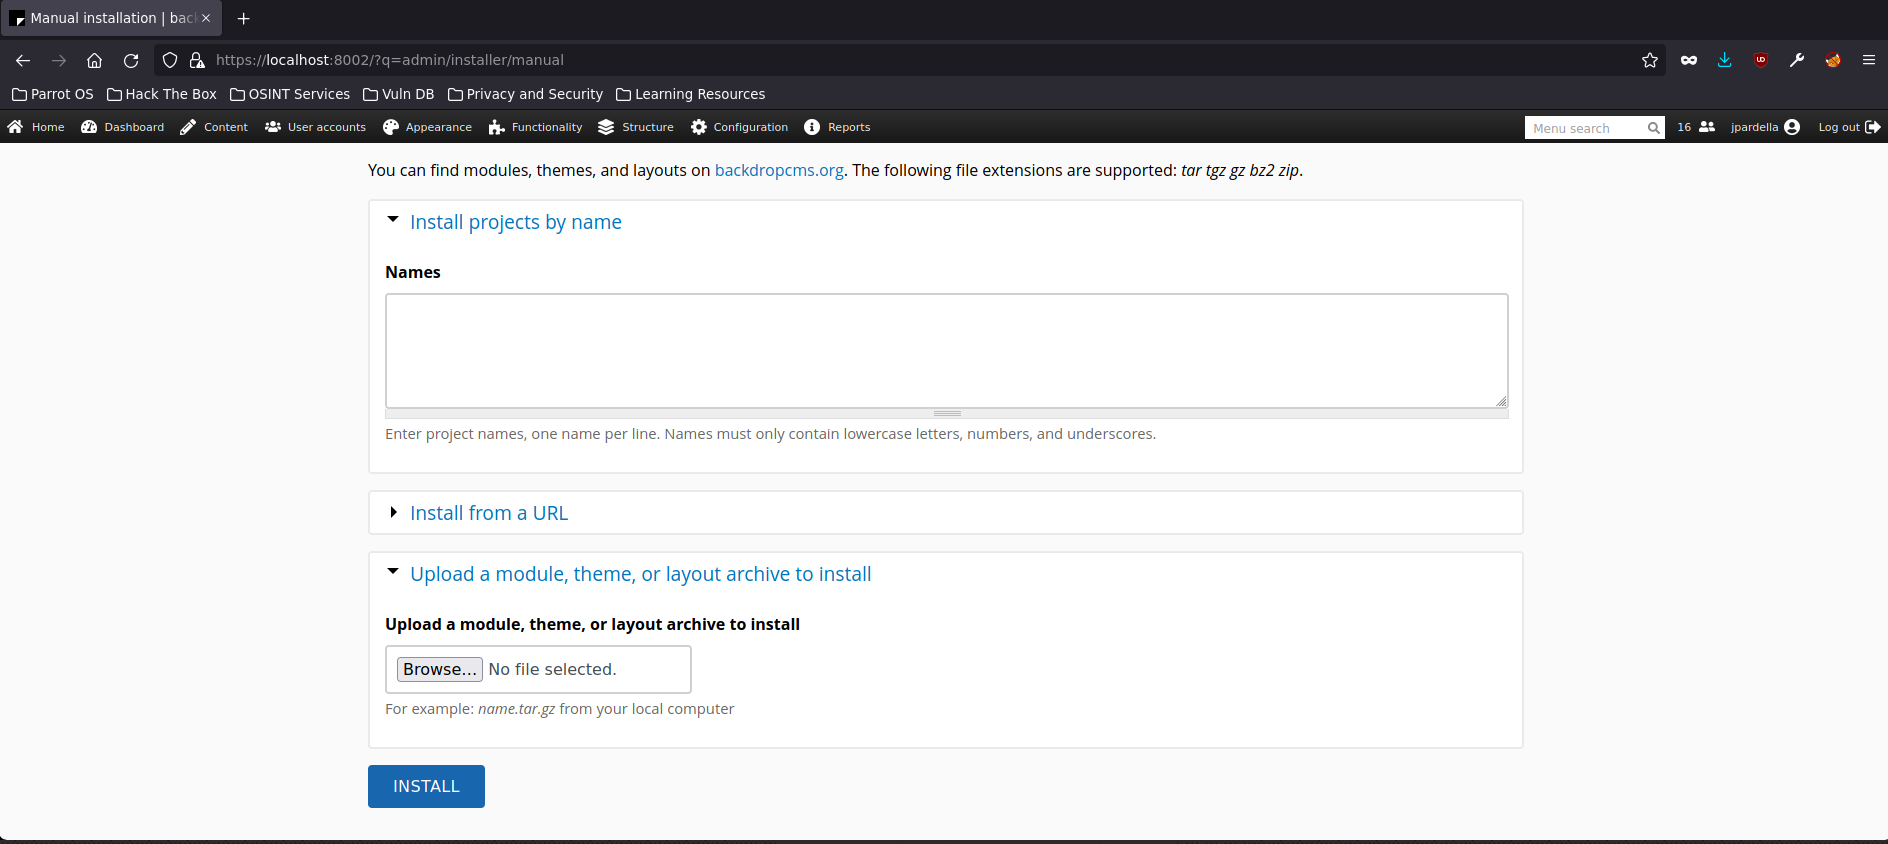 Manual installation | bac
https://localhost:8002/?q=admin/installer/manual
Parrot OS Hack The Box OSINT Services Vuln DB Privacy and Security Learning Resources
Home Dashboard Content User accounts Appearance Functionality Structure Configuration Reports Menu search 16 jpardella Log out
You can find modules, themes, and layouts on backdropcms.org. The following file extensions are supported: tar tgz gz bz2 zip.
Install projects by name
Names
Enter project names, one name per line. Names must only contain lowercase letters, numbers, and underscores.
Install from a URL
Upload a module, theme, or layout archive to install
Upload a module, theme, or layout archive to install
Browse... No file selected.
For example: name.tar.gz from your local computer
INSTALL